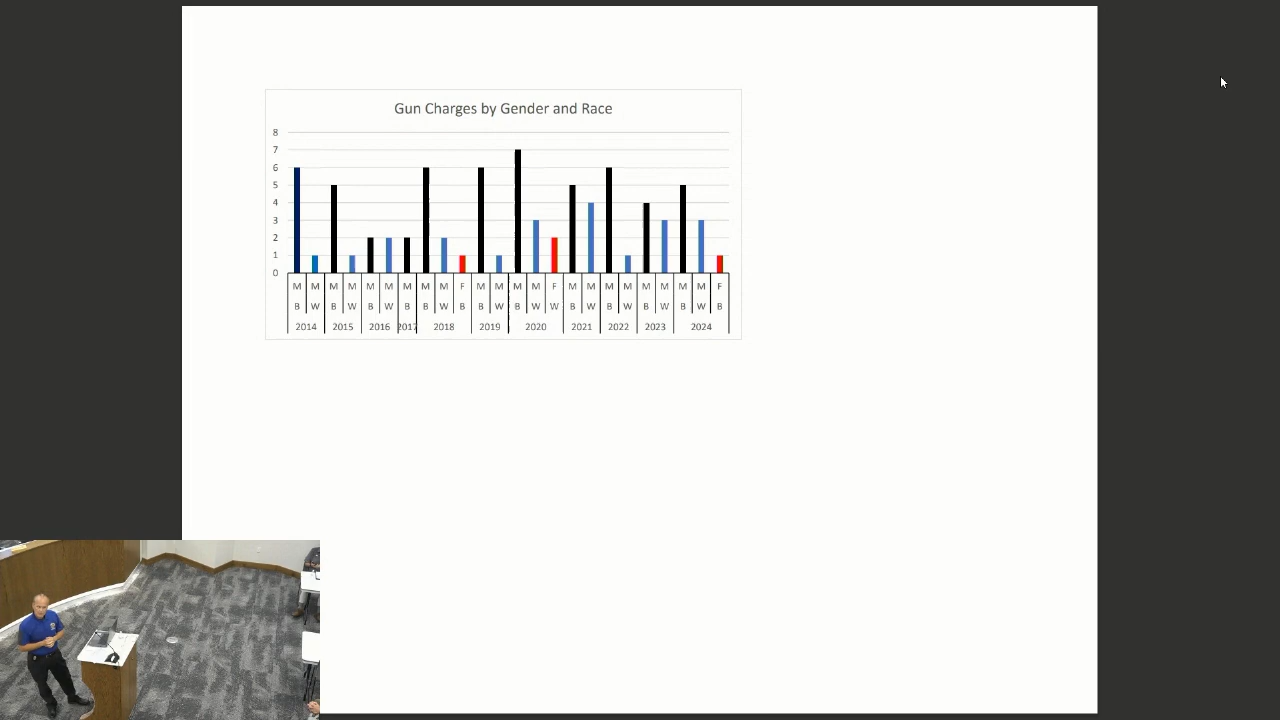 Gun Charges by Gender and Race
8
7
6
5
4
3
2
1
0
M M M M M M M M M F M M M M F M M M M M M M M F
B W B W B W B B W B B W B W W B W B W B W B W B
2014 2015 2016 2017 2018 2019 2020 2021 2022 2023 2024